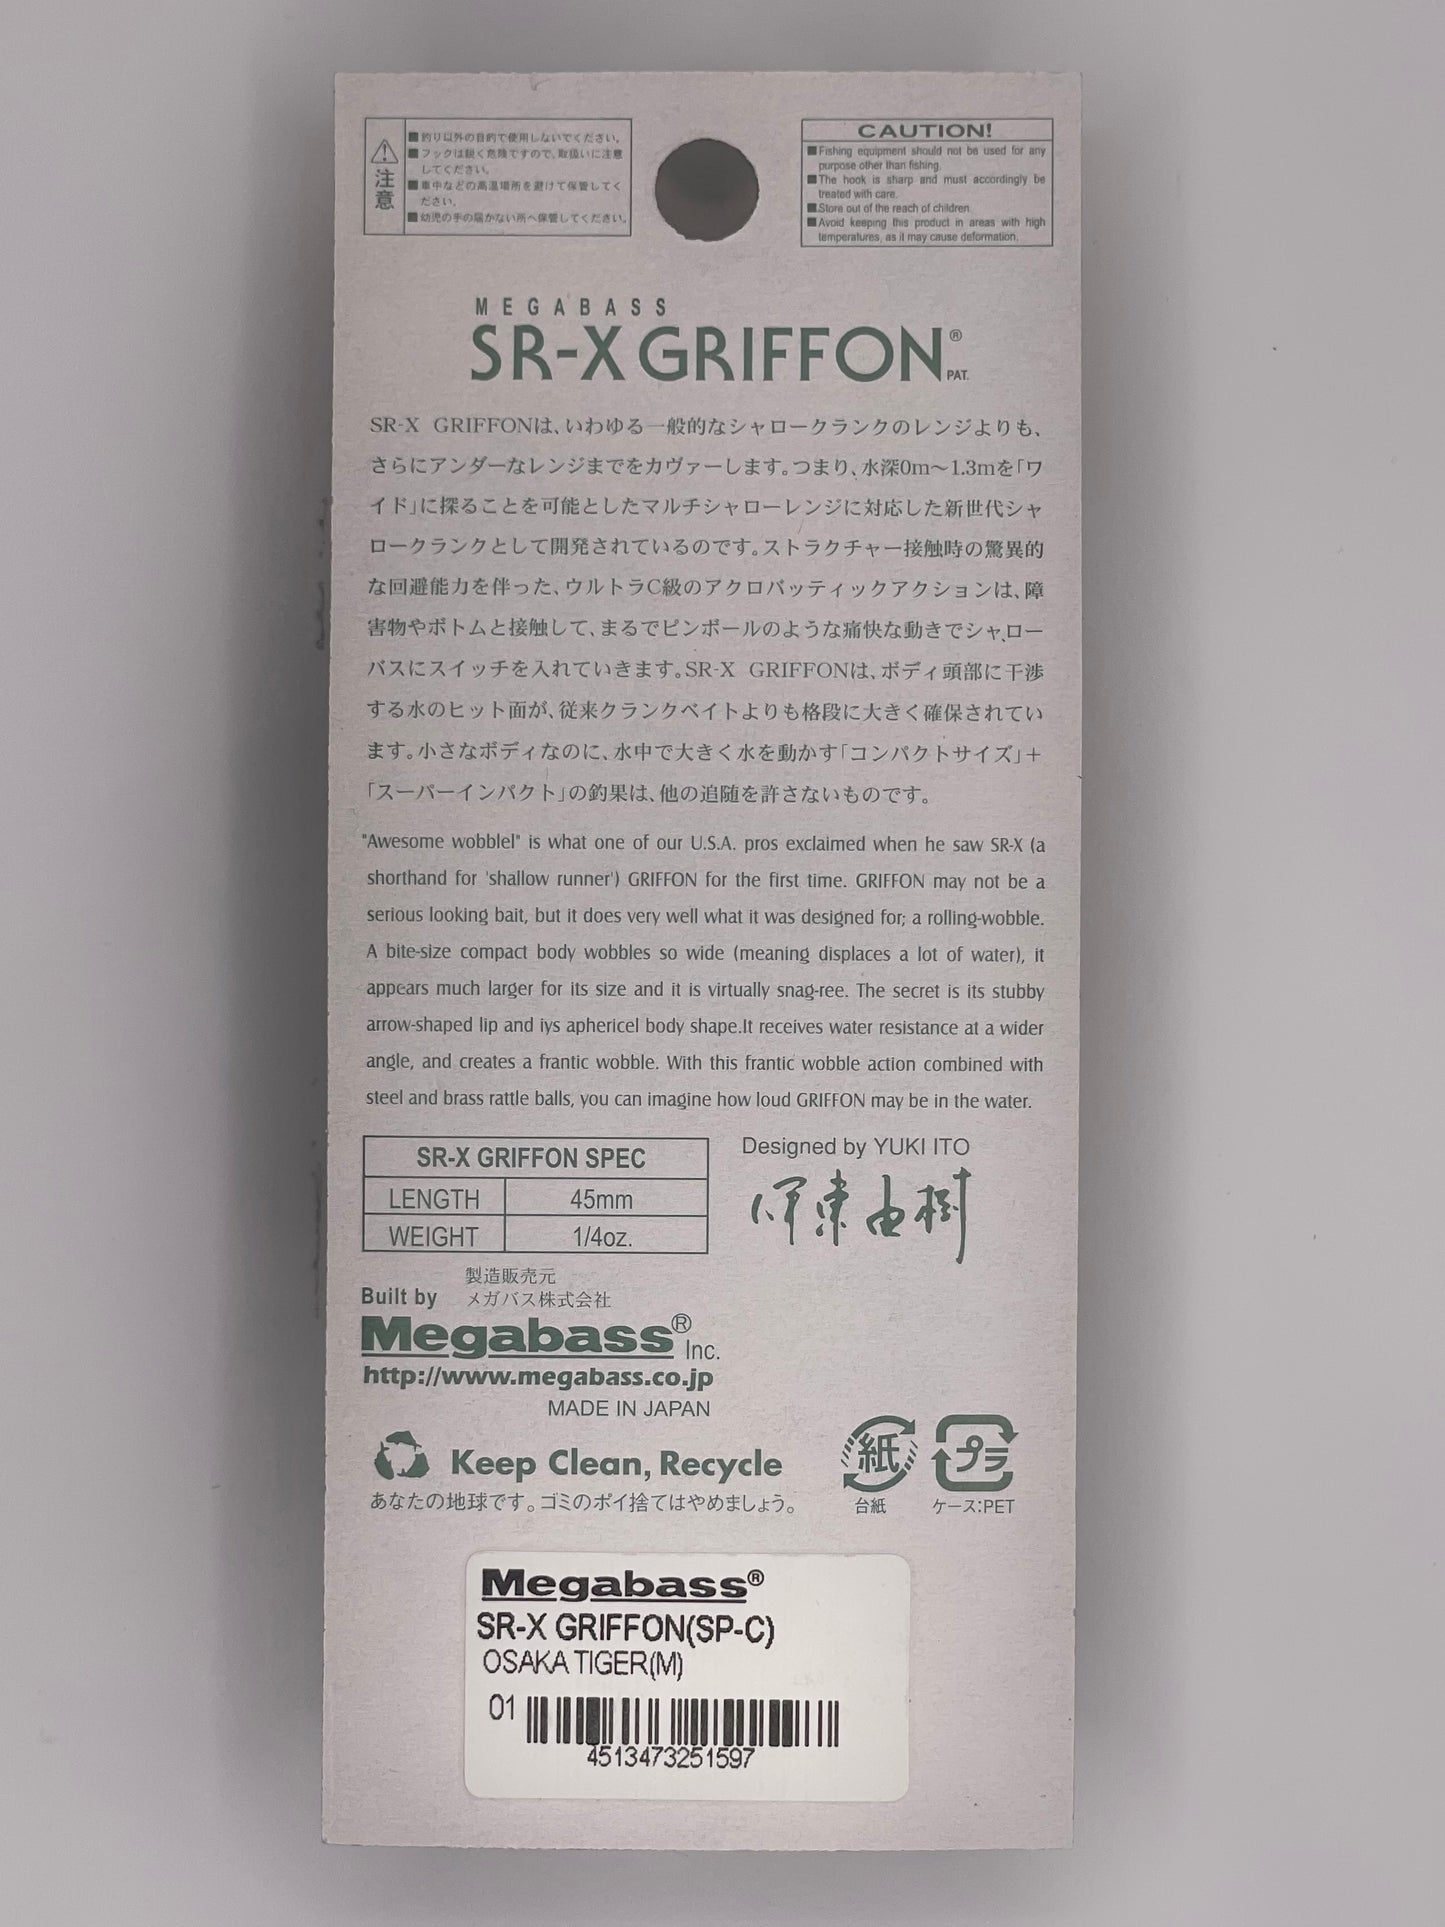 注意
■釣り以外の目的で使用しないでください。
■フックは鋭く危険ですので、取扱いに注意
してください。
■車中などの高温場所を避けて保管してく
ださい。
■幼児の手の届かない所へ保管してください。
CAUTION!
■Fishing equipment should not be used for any
purpose other than fishing.
■The hook is sharp and must accordingly be
treated with care.
■Store out of the reach of children.
■Avoid keeping this product in areas with high
temperatures, as it may cause deformation.
MEGABASS
SR-X GRIFFON®
PAT.
SR-X GRIFFONは、いわゆる一般的なシャロークランクのレンジよりも、
さらにアンダーなレンジまでをカヴァーします。つまり、水深0m〜1.3mを「ワ
イド」に探ることを可能としたマルチシャローレンジに対応した新世代シャ
ロークランクとして開発されているのです。ストラクチャー接触時の驚異的
な回避能力を伴った、ウルトラC級のアクロバッティックアクションは、障
害物やボトムと接触して、まるでピンボールのような痛快な動きでシャロー
バスにスイッチを入れていきます。SR-X GRIFFONは、ボディ頭部に干渉
する水のヒット面が、従来クランクベイトよりも格段に大きく確保されてい
ます。小さなボディなのに、水中で大きく水を動かす「コンパクトサイズ」＋
「スーパーインパクト」の釣果は、他の追随を許さないものです。
"Awesome wobblel" is what one of our U.S.A. pros exclaimed when he saw SR-X (a
shorthand for 'shallow runner') GRIFFON for the first time. GRIFFON may not be a
serious looking bait, but it does very well what it was designed for; a rolling-wobble.
A bite-size compact body wobbles so wide (meaning displaces a lot of water), it
appears much larger for its size and it is virtually snag-ree. The secret is its stubby
arrow-shaped lip and iys aphericel body shape.It receives water resistance at a wider
angle, and creates a frantic wobble. With this frantic wobble action combined with
steel and brass rattle balls, you can imagine how loud GRIFFON may be in the water.
SR-X GRIFFON SPEC
LENGTH 45mm
WEIGHT 1/4oz.
Designed by YUKI ITO
伊東由樹
製造販売元
Built by メガバス株式会社
Megabass® Inc.
http://www.megabass.co.jp
MADE IN JAPAN
Keep Clean, Recycle
あなたの地球です。ゴミのポイ捨てはやめましょう。
紙 プラ
台紙 ケース:PET
Megabass®
SR-X GRIFFON(SP-C)
OSAKA TIGER(M)
01
4513473251597